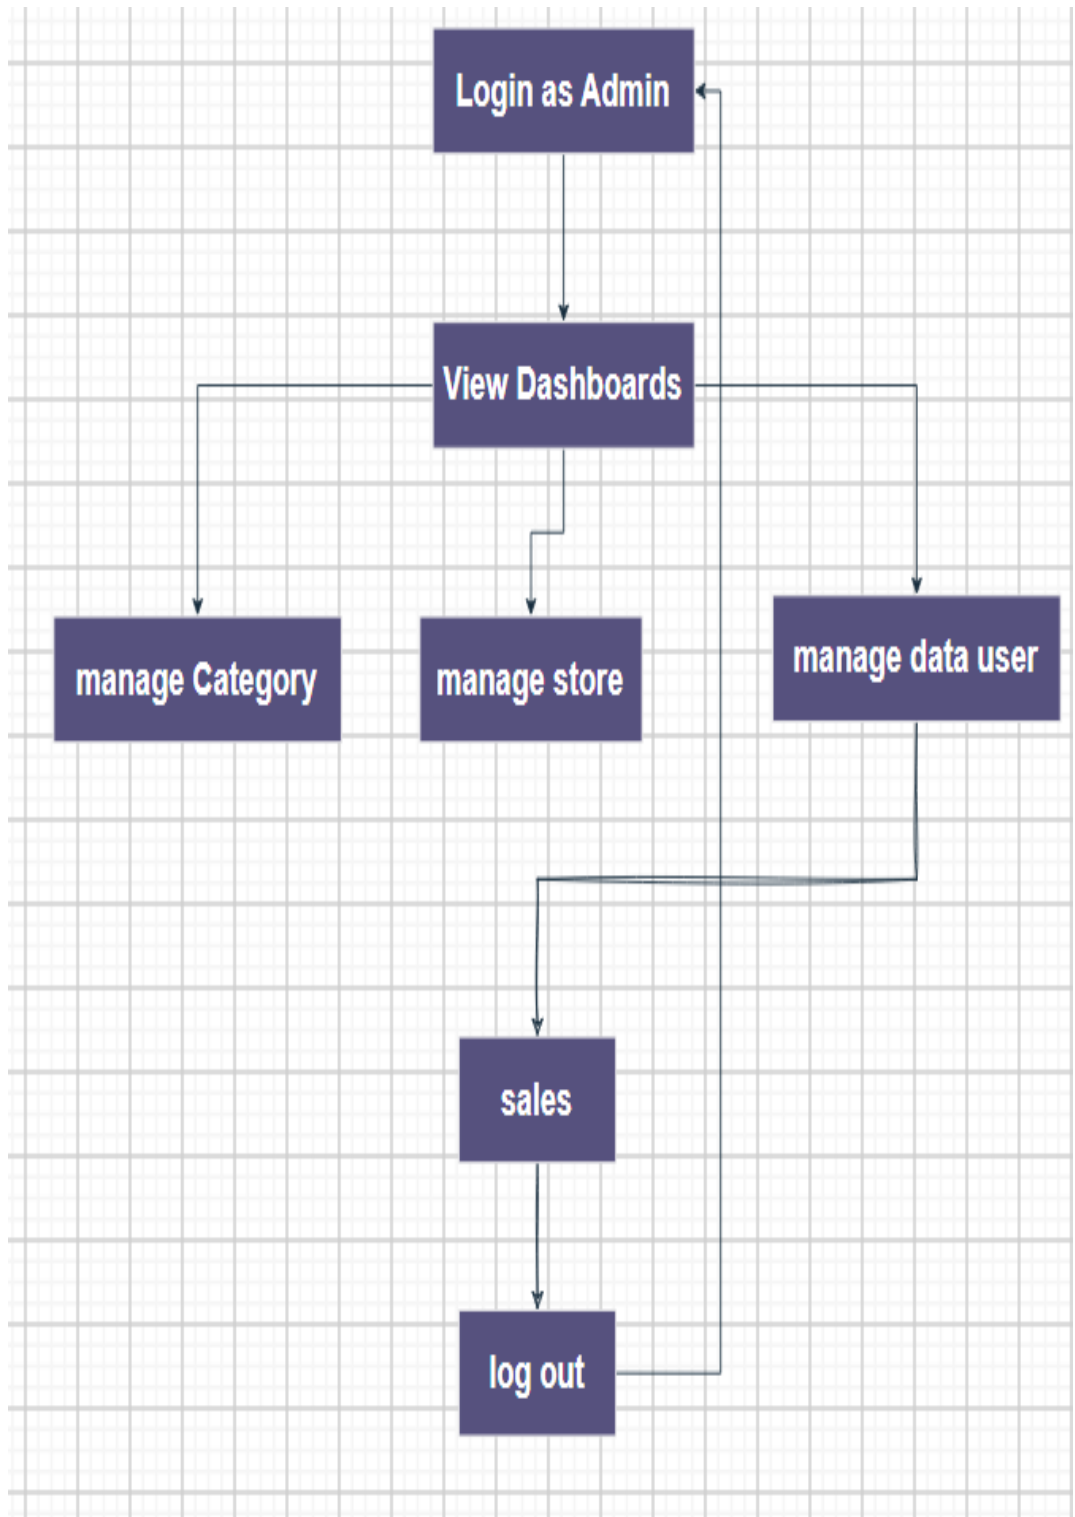 Login as Admin
View Dashboards
manage Category
manage store
manage data user
sales
log out